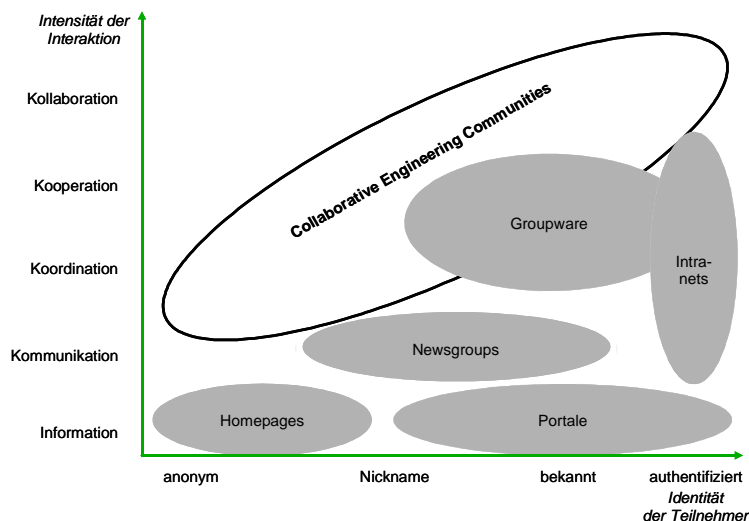 Intensität der
Interaktion
Kollaboration
Kooperation
Koordination
Kommunikation
Information
Collaborative Engineering Communities
Groupware
Intra-
nets
Newsgroups
Homepages
Portale
anonym
Nickname
bekannt
authentifiziert
Identität
der Teilnehmer